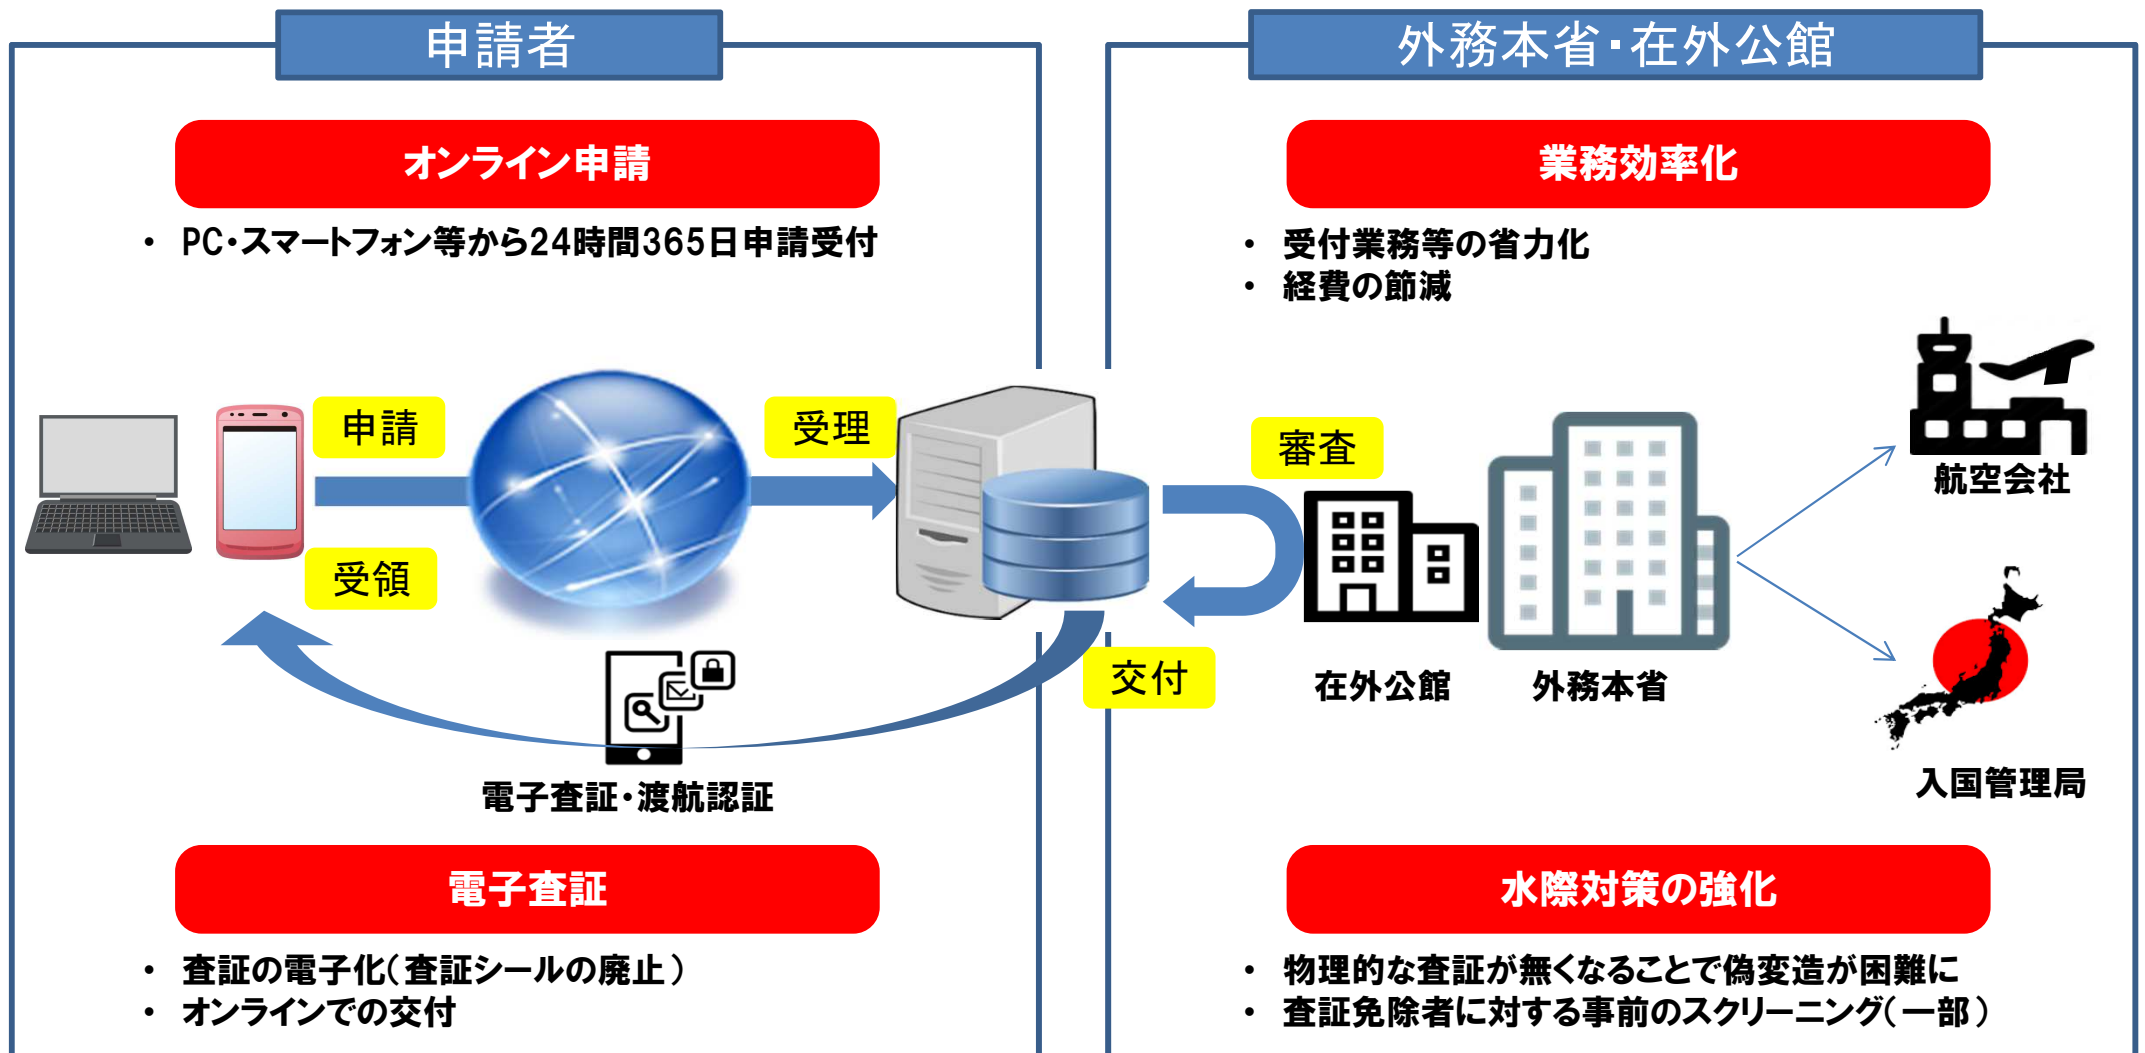 申請者
オンライン申請
・ PC・スマートフォン等から24時間365日申請受付
申請
受理
受領
電子査証・渡航認証
電子査証
・ 査証の電子化(査証シールの廃止)
・ オンラインでの交付
外務本省・在外公館
業務効率化
・ 受付業務等の省力化
・ 経費の節減
審査
交付
在外公館
外務本省
航空会社
入国管理局
水際対策の強化
・ 物理的な査証が無くなることで偽変造が困難に
・ 査証免除者に対する事前のスクリーニング(一部)